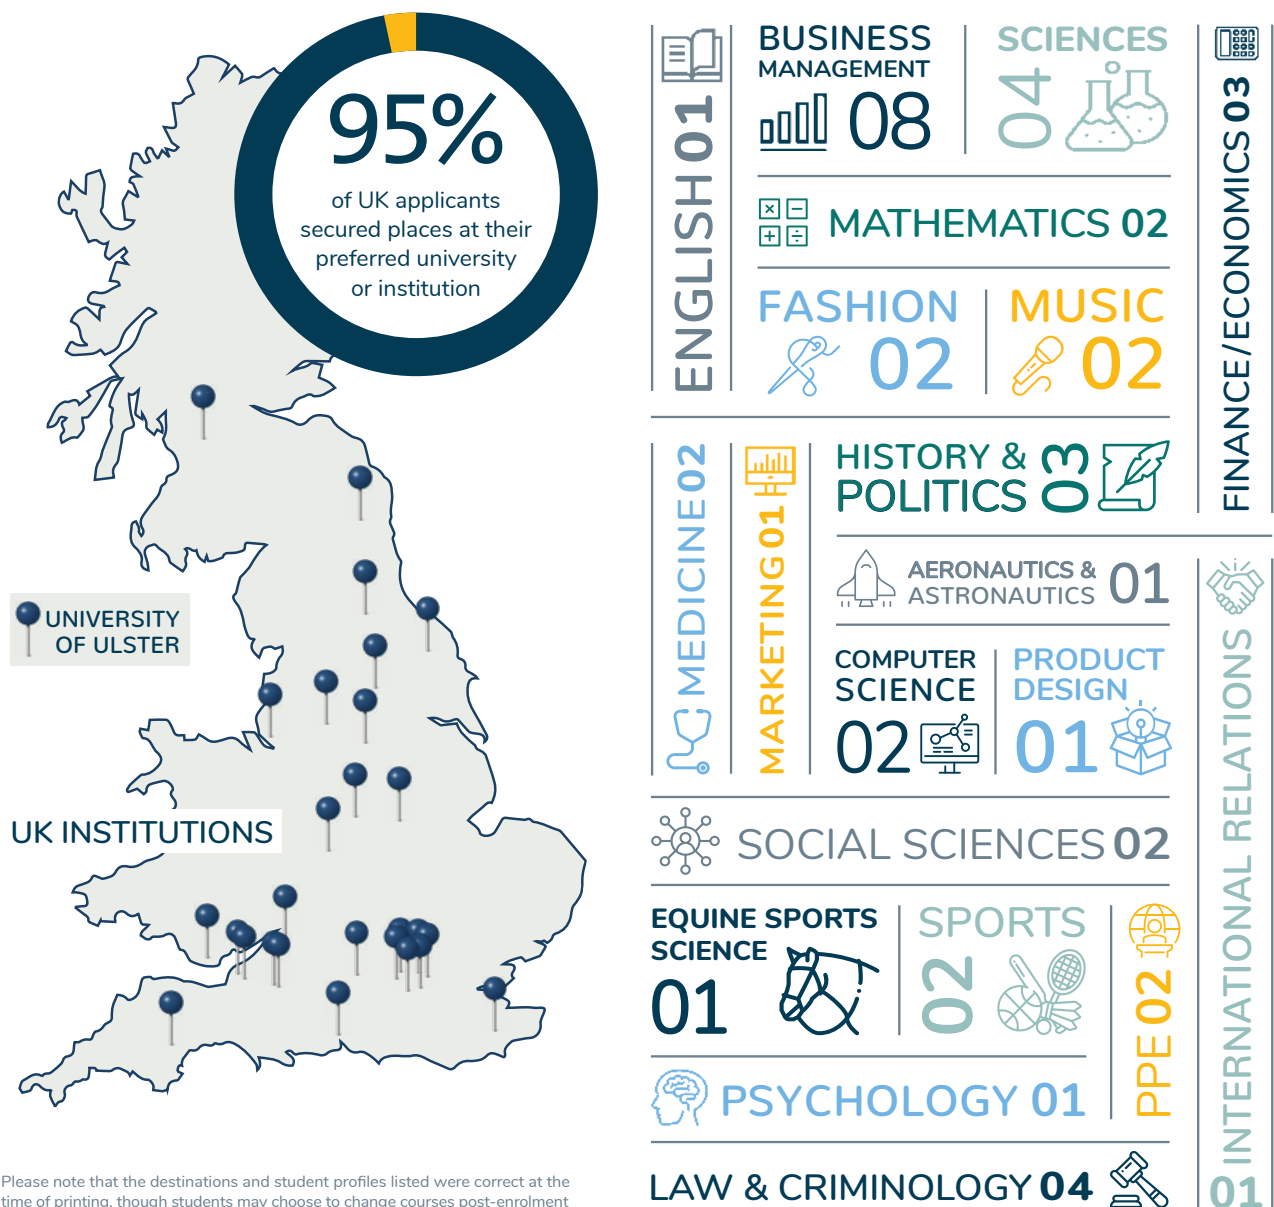 95%
of UK applicants
secured places at their
preferred university
or institution
UNIVERSITY
OF ULSTER
UK INSTITUTIONS
Please note that the destinations and student profiles listed were correct at the
time of printing, though students may choose to change courses post-enrolment
ENGLISH 01
BUSINESS
MANAGEMENT
08
SCIENCES
04
FINANCE/ECONOMICS 03
MATHEMATICS 02
FASHION
02
MUSIC
02
MEDICINE 02
MARKETING 01
HISTORY &
POLITICS
03
AERONAUTICS &
ASTRONAUTICS
01
COMPUTER
SCIENCE
02
PRODUCT
DESIGN
01
01 INTERNATIONAL RELATIONS
SOCIAL SCIENCES 02
EQUINE SPORTS
SCIENCE
01
SPORTS
02
PPE 02
PSYCHOLOGY 01
LAW & CRIMINOLOGY 04